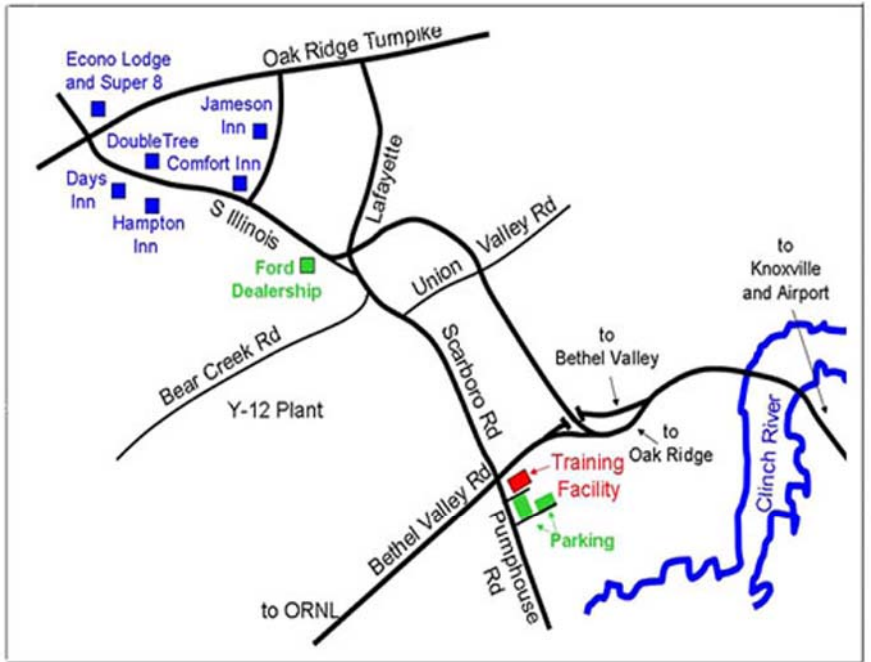 Oak Ridge Turnpike
Econo Lodge
and Super 8
Jameson
Inn
DoubleTree
Comfort Inn
Days
Inn
Hampton
Inn
S Illinois
Lafayette
Ford
Dealership
Union
Valley Rd
to
Knoxville
and Airport
Bear Creek Rd
Y-12 Plant
Scarboro Rd
to
Bethel Valley
to
Oak Ridge
Clinch River
Training
Facility
Bethel Valley Rd
Parking
Pumphouse
Rd
to ORNL